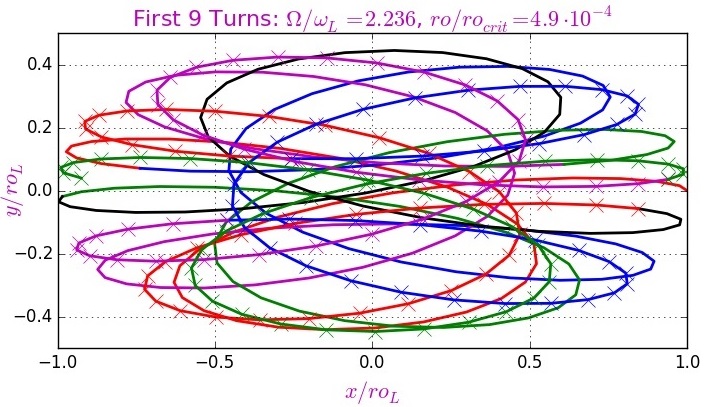 First 9 Turns: Ω/ω_L = 2.236, ro/ro_crit = 4.9 · 10⁻⁴
y/ro_L
0.4
0.2
0.0
−0.2
−0.4
−1.0 −0.5 0.0 0.5 1.0
x/ro_L